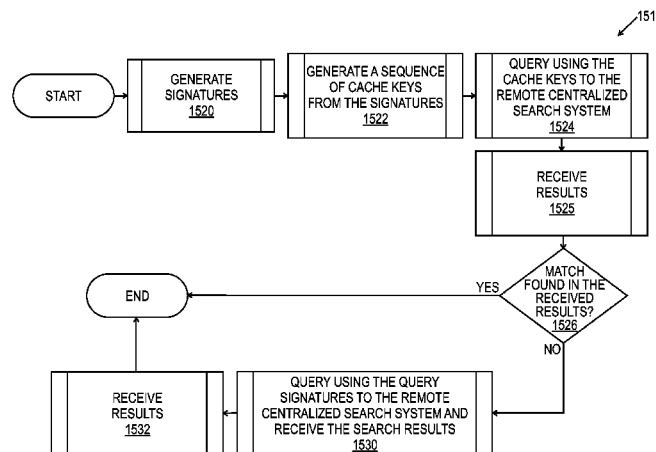 151
START
GENERATE
SIGNATURES
1520
GENERATE A SEQUENCE
OF CACHE KEYS
FROM THE SIGNATURES
1522
QUERY USING THE
CACHE KEYS TO THE
REMOTE CENTRALIZED
SEARCH SYSTEM
1524
RECEIVE
RESULTS
1525
MATCH
FOUND IN THE
RECEIVED
RESULTS?
1526
YES
NO
END
QUERY USING THE QUERY
SIGNATURES TO THE REMOTE
CENTRALIZED SEARCH SYSTEM AND
RECEIVE THE SEARCH RESULTS
1530
RECEIVE
RESULTS
1532